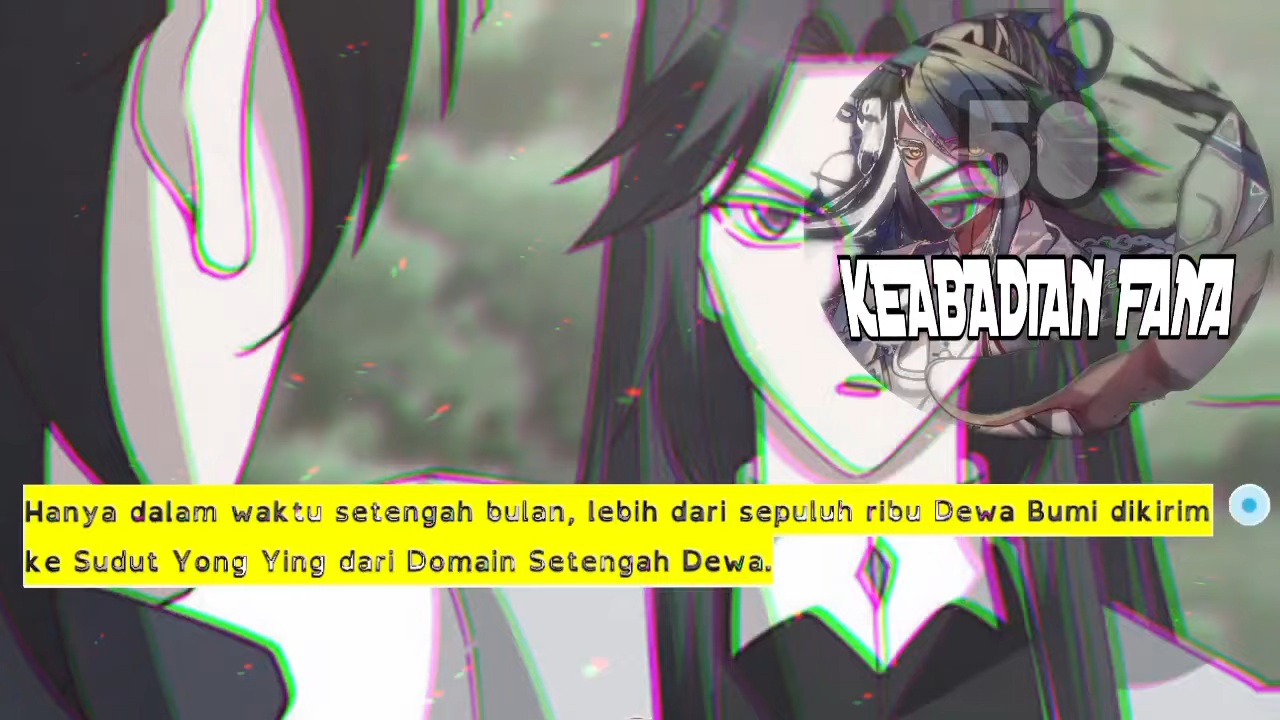 50
KEABADIAN FANA
Hanya dalam waktu setengah bulan, lebih dari sepuluh ribu Dewa Bumi dikirim
ke Sudut Yong Ying dari Domain Setengah Dewa.